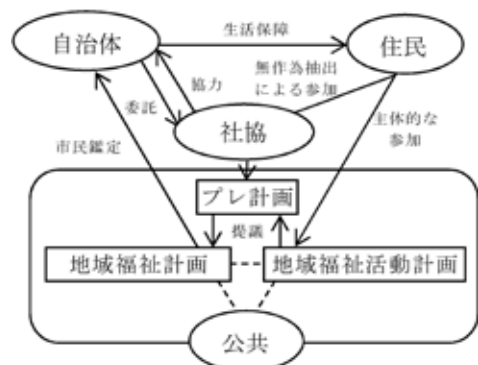 生活保障
自治体
住民
協力
無作為抽出
による参加
委託
社協
主体的な
参加
市民鑑定
プレ計画
提議
地域福祉計画
地域福祉活動計画
公共